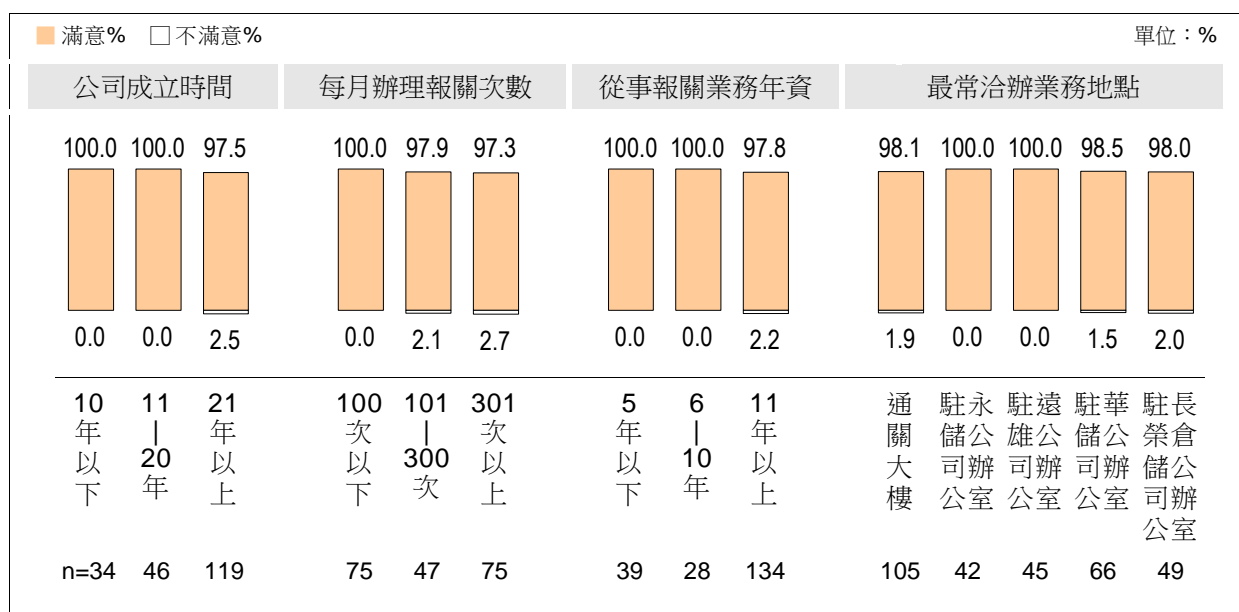 滿意% 不滿意% 單位：%
公司成立時間 每月辦理報關次數 從事報關業務年資 最常洽辦業務地點
100.0 100.0 97.5 100.0 97.9 97.3 100.0 100.0 97.8 98.1 100.0 100.0 98.5 98.0
0.0 0.0 2.5 0.0 2.1 2.7 0.0 0.0 2.2 1.9 0.0 0.0 1.5 2.0
10年以下
11|20年
21年以上
100次以下
101|300次
301次以上
5年以下
6|10年
11年以上
通關大樓
駐永儲公司辦公室
駐遠雄公司辦公室
駐華儲公司辦公室
駐長榮倉儲公司辦公室
n=34 46 119 75 47 75 39 28 134 105 42 45 66 49